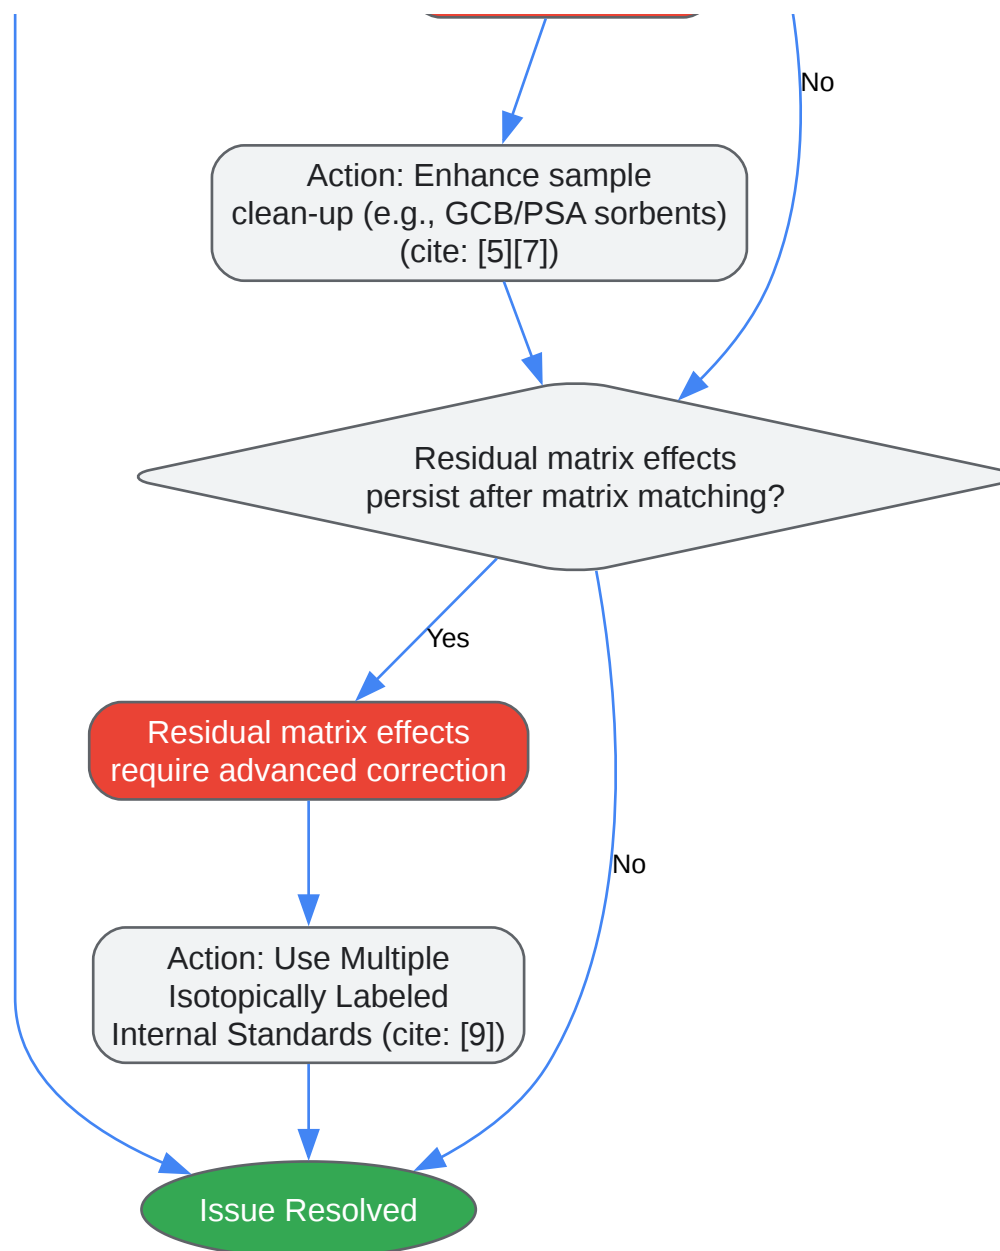 No
Action: Enhance sample
clean-up (e.g., GCB/PSA sorbents)
(cite: [5][7])
Residual matrix effects
persist after matrix matching?
Yes
Residual matrix effects
require advanced correction
No
Action: Use Multiple
Isotopically Labeled
Internal Standards (cite: [9])
Issue Resolved